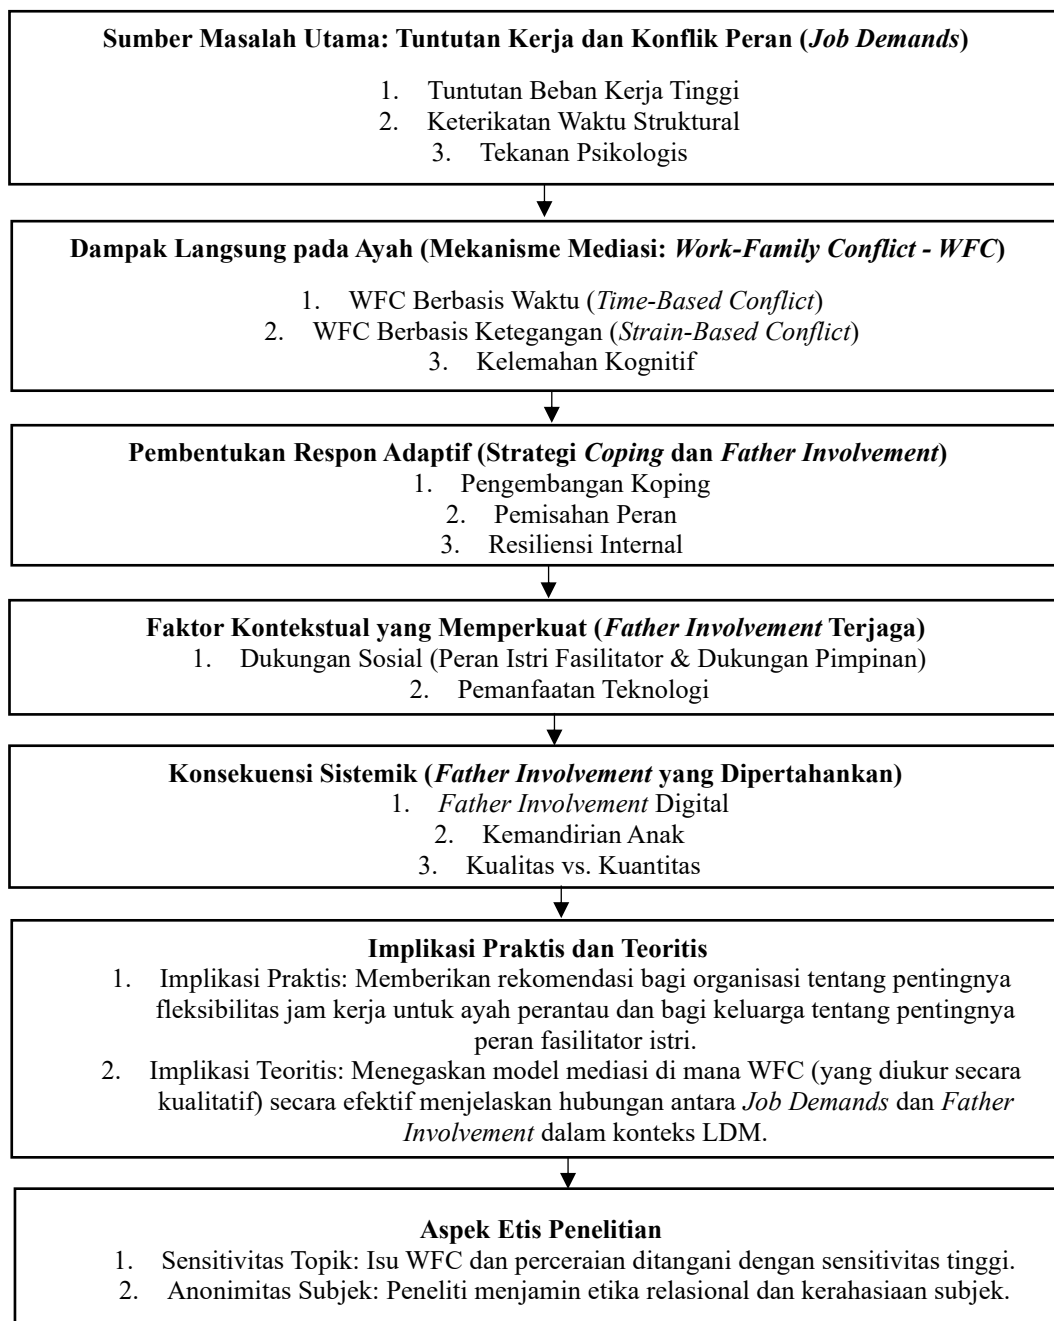 Sumber Masalah Utama: Tuntutan Kerja dan Konflik Peran (Job Demands)
1. Tuntutan Beban Kerja Tinggi
2. Keterikatan Waktu Struktural
3. Tekanan Psikologis
Dampak Langsung pada Ayah (Mekanisme Mediasi: Work-Family Conflict - WFC)
1. WFC Berbasis Waktu (Time-Based Conflict)
2. WFC Berbasis Ketegangan (Strain-Based Conflict)
3. Kelemahan Kognitif
Pembentukan Respon Adaptif (Strategi Coping dan Father Involvement)
1. Pengembangan Koping
2. Pemisahan Peran
3. Resiliensi Internal
Faktor Kontekstual yang Memperkuat (Father Involvement Terjaga)
1. Dukungan Sosial (Peran Istri Fasilitator & Dukungan Pimpinan)
2. Pemanfaatan Teknologi
Konsekuensi Sistemik (Father Involvement yang Dipertahankan)
1. Father Involvement Digital
2. Kemandirian Anak
3. Kualitas vs. Kuantitas
Implikasi Praktis dan Teoritis
1. Implikasi Praktis: Memberikan rekomendasi bagi organisasi tentang pentingnya
fleksibilitas jam kerja untuk ayah perantau dan bagi keluarga tentang pentingnya
peran fasilitator istri.
2. Implikasi Teoritis: Menegaskan model mediasi di mana WFC (yang diukur secara
kualitatif) secara efektif menjelaskan hubungan antara Job Demands dan Father
Involvement dalam konteks LDM.
Aspek Etis Penelitian
1. Sensitivitas Topik: Isu WFC dan perceraian ditangani dengan sensitivitas tinggi.
2. Anonimitas Subjek: Peneliti menjamin etika relasional dan kerahasiaan subjek.